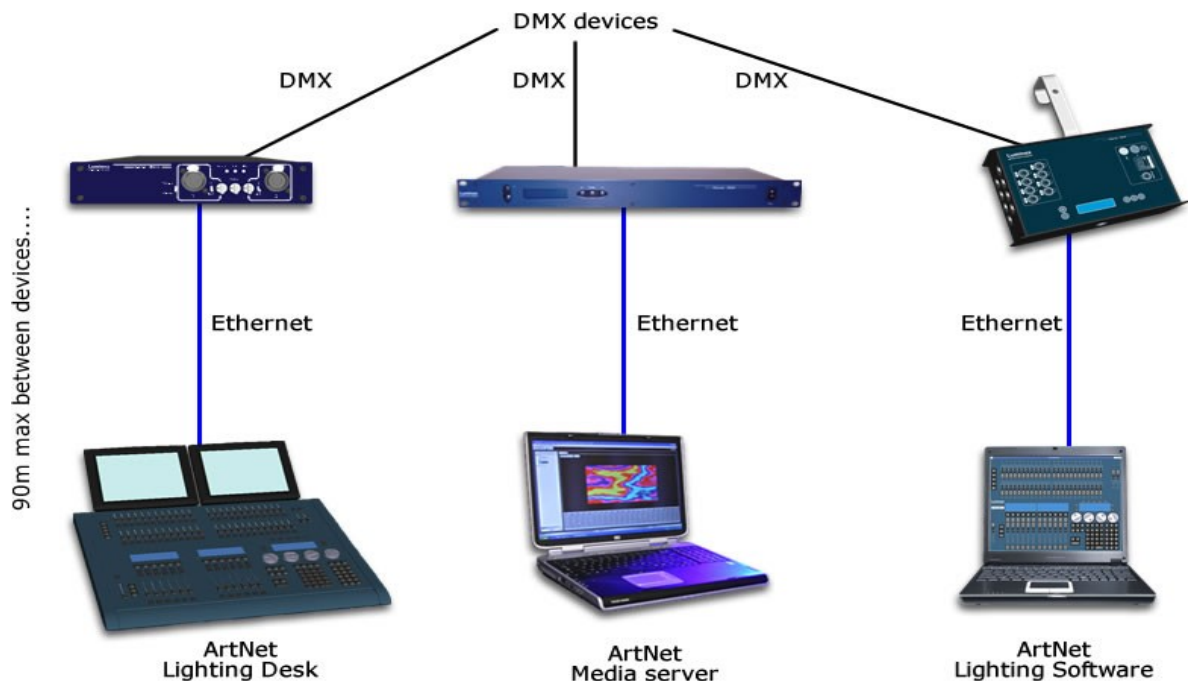 DMX devices
DMX
DMX
DMX
90m max between devices....
Ethernet
Ethernet
Ethernet
ArtNet
Lighting Desk
ArtNet
Media server
ArtNet
Lighting Software